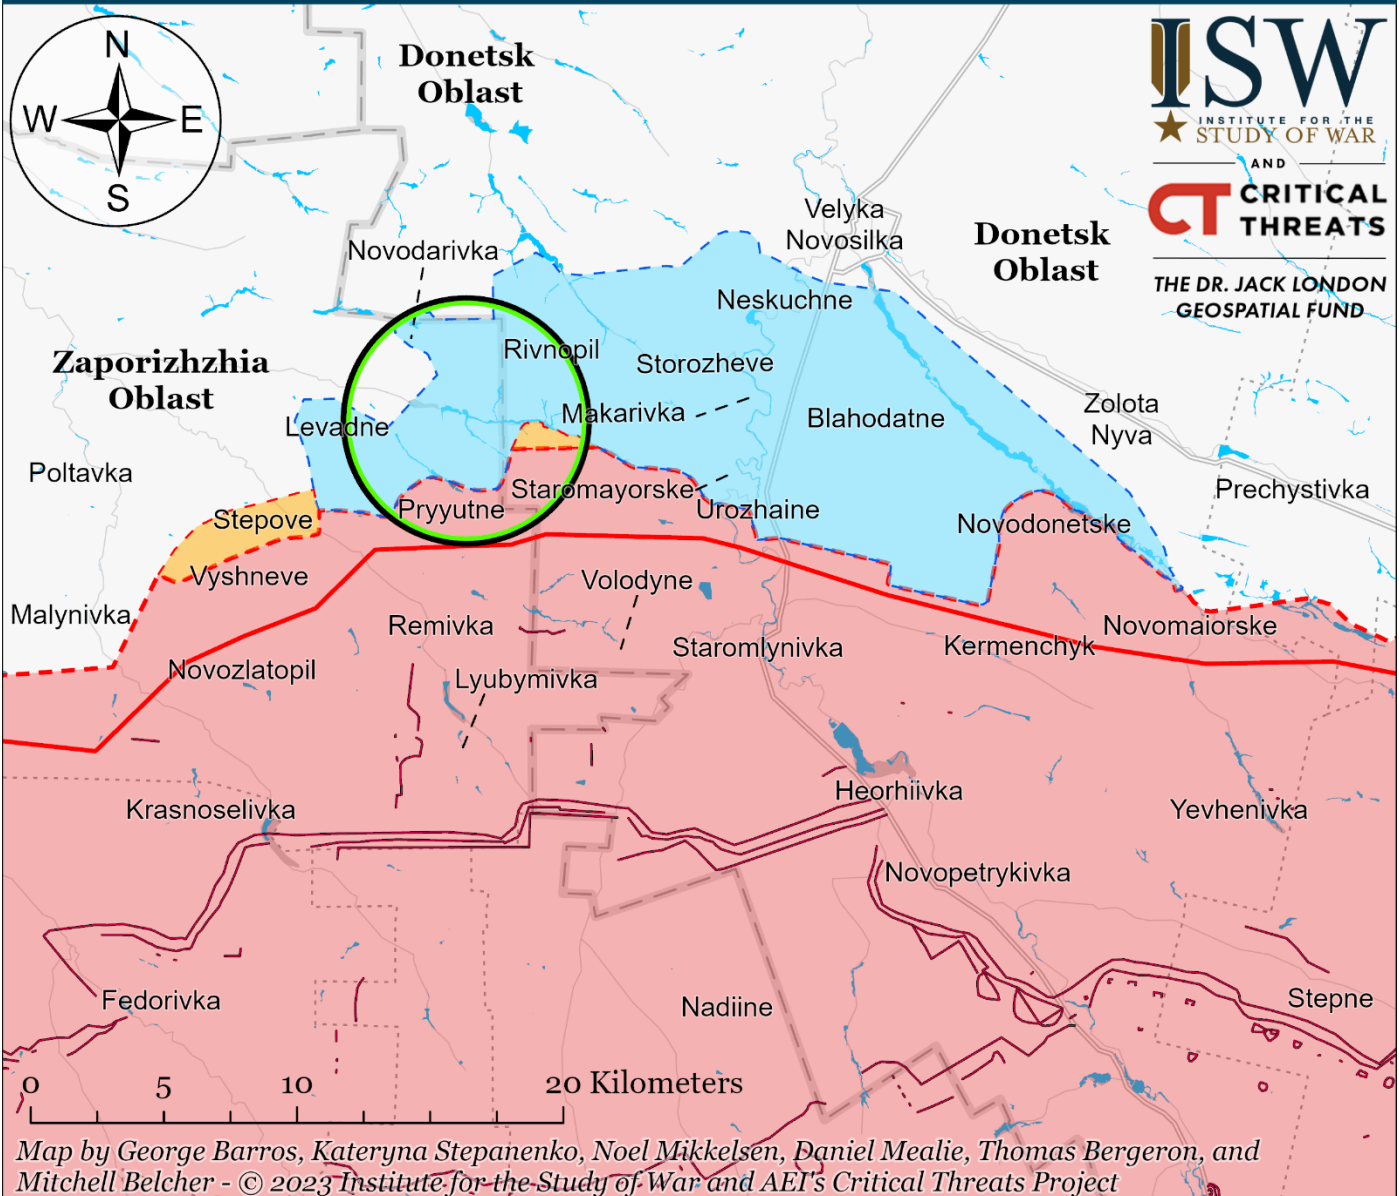 N
W
E
S
Donetsk
Oblast
ISW
INSTITUTE FOR THE
STUDY OF WAR
AND
CT CRITICAL
THREATS
THE DR. JACK LONDON
GEOSPATIAL FUND
Velyka
Novosilka
Donetsk
Oblast
Novodarivka
Neskuchne
Zaporizhzhia
Oblast
Rivnopil
Storozheve
Makarivka
Blahodatne
Zolota
Nyva
Levadne
Poltavka
Staromayorske
Prechystivka
Pryyutne
Urozhaine
Stepove
Novodonetske
Vyshneve
Volodyne
Malynivka
Remivka
Staromlynivka
Kermenchyk
Novomaiorske
Novozlatopil
Lyubymivka
Krasnoselivka
Heorhiivka
Yevhenivka
Novopetrykivka
Fedorivka
Nadiine
Stepne
0 5 10 20 Kilometers
Map by George Barros, Kateryna Stepanenko, Noel Mikkelsen, Daniel Mealie, Thomas Bergeron, and
Mitchell Belcher - © 2023 Institute for the Study of War and AEI's Critical Threats Project